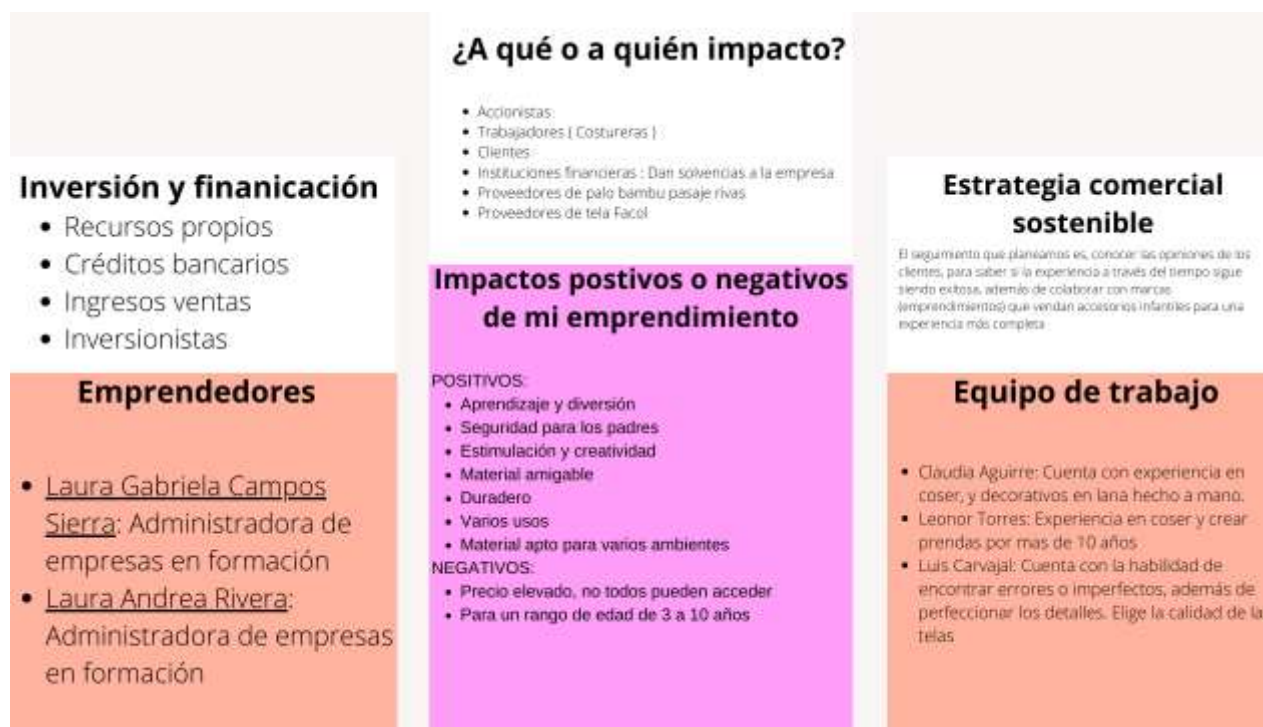 ¿A qué o a quién impacto?
• Accionistas
• Trabajadores ( Costureras )
• Clientes
• Instituciones financieras : Dan solvencias a la empresa
• Proveedores de palo bambu pasaje rivas
• Proveedores de tela Facol
Inversión y finanicación
• Recursos propios
• Créditos bancarios
• Ingresos ventas
• Inversionistas
Estrategia comercial
sostenible
El seguimiento que planeamos es, conocer las opiniones de los
clientes, para saber si la experiencia a través del tiempo sigue
siendo exitosa, además de colaborar con marcas
(emprendimientos) que vendan accesorios infantiles para una
experiencia más completa
Impactos postivos o negativos
de mi emprendimiento
POSITIVOS:
• Aprendizaje y diversión
• Seguridad para los padres
• Estimulación y creatividad
• Material amigable
• Duradero
• Varios usos
• Material apto para varios ambientes
NEGATIVOS:
• Precio elevado, no todos pueden acceder
• Para un rango de edad de 3 a 10 años
Emprendedores
• Laura Gabriela Campos
Sierra: Administradora de
empresas en formación
• Laura Andrea Rivera:
Administradora de empresas
en formación
Equipo de trabajo
• Claudia Aguirre: Cuenta con experiencia en
coser, y decorativos en lana hecho a mano.
• Leonor Torres: Experiencia en coser y crear
prendas por mas de 10 años
• Luis Carvajal: Cuenta con la habilidad de
encontrar errores o imperfectos, además de
perfeccionar los detalles. Elige la calidad de la
telas